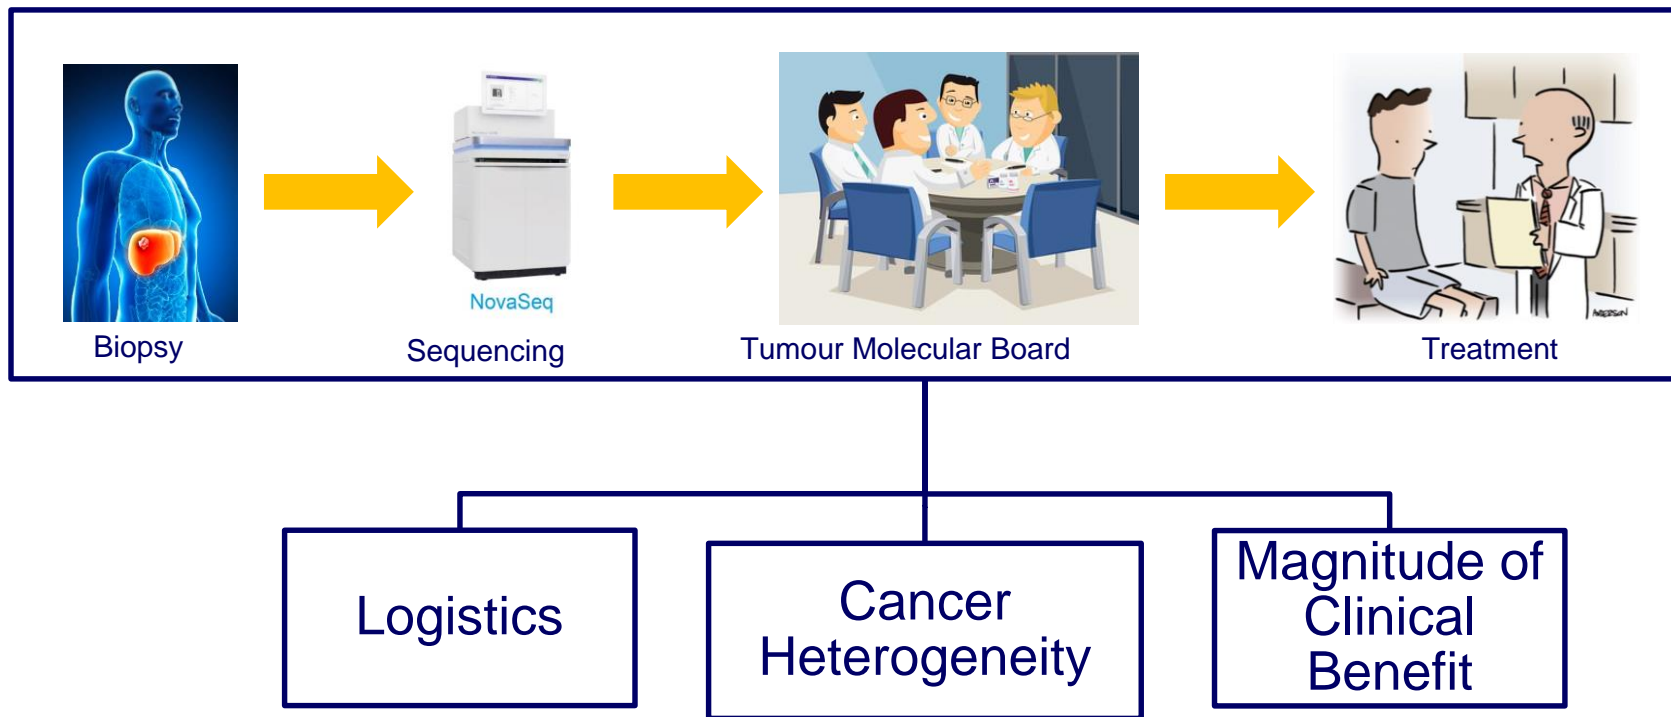 NovaSeq
Biopsy
Sequencing
Tumour Molecular Board
Treatment
Logistics
Cancer
Heterogeneity
Magnitude of
Clinical
Benefit